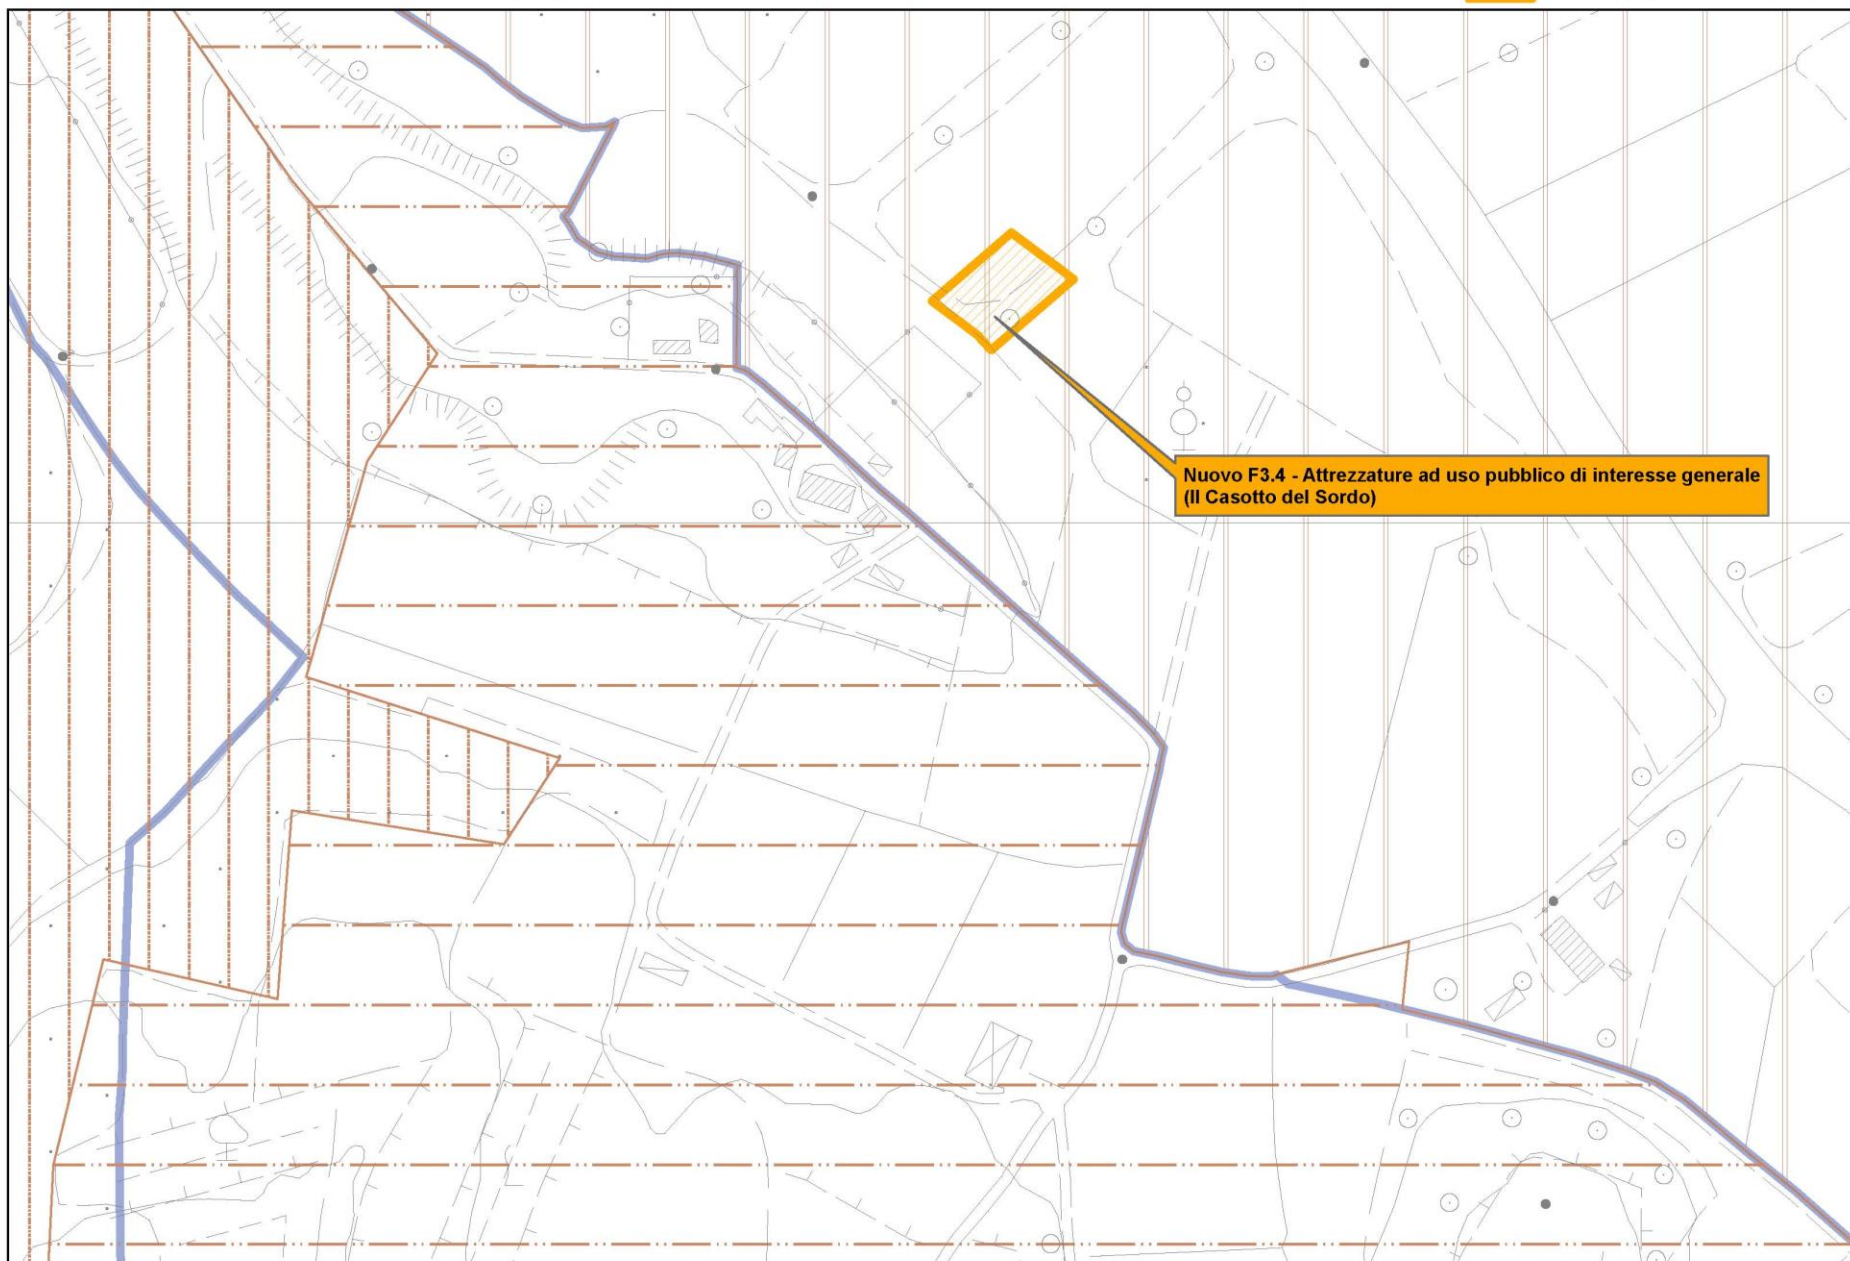 Nuovo F3.4 - Attrezzature ad uso pubblico di interesse generale
(Il Casotto del Sordo)